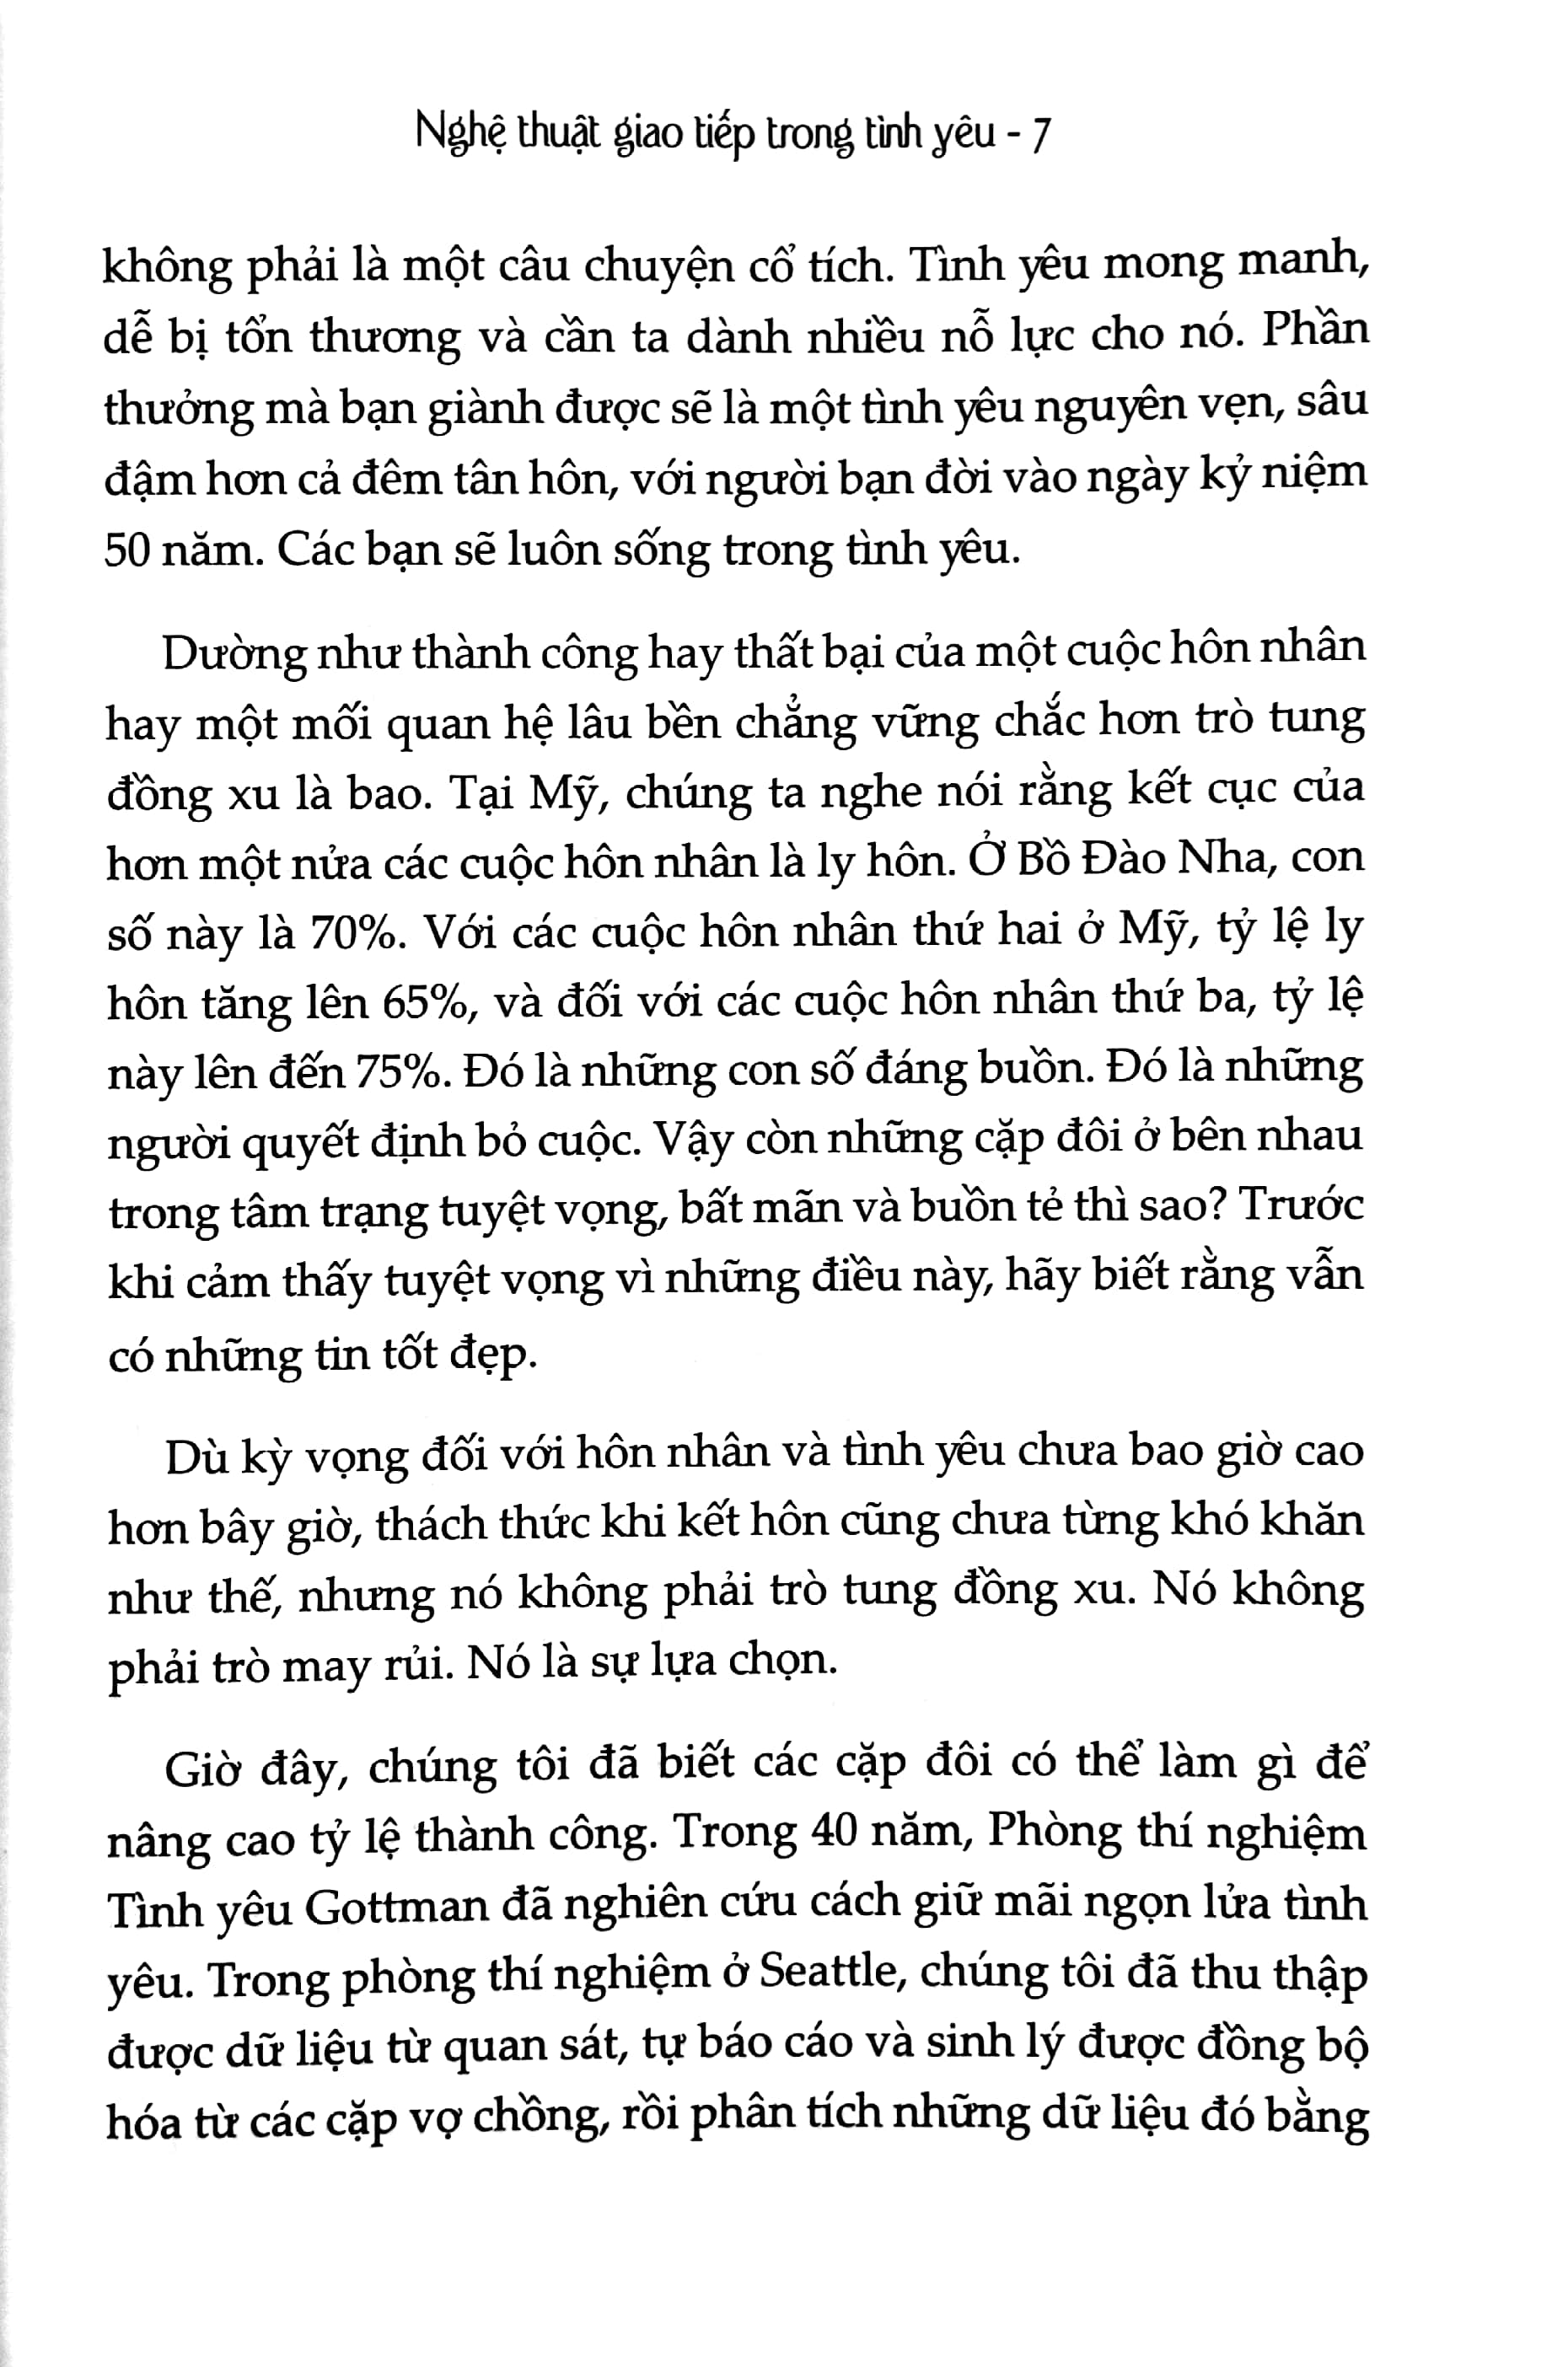 Nghệ thuật giao tiếp trong tình yêu - 7
không phải là một câu chuyện cổ tích. Tình yêu mong manh,
dễ bị tổn thương và cần ta dành nhiều nỗ lực cho nó. Phần
thưởng mà bạn giành được sẽ là một tình yêu nguyên vẹn, sâu
đậm hơn cả đêm tân hôn, với người bạn đời vào ngày kỷ niệm
50 năm. Các bạn sẽ luôn sống trong tình yêu.
Dường như thành công hay thất bại của một cuộc hôn nhân
hay một mối quan hệ lâu bền chẳng vững chắc hơn trò tung
đồng xu là bao. Tại Mỹ, chúng ta nghe nói rằng kết cục của
hơn một nửa các cuộc hôn nhân là ly hôn. Ở Bồ Đào Nha, con
số này là 70%. Với các cuộc hôn nhân thứ hai ở Mỹ, tỷ lệ ly
hôn tăng lên 65%, và đối với các cuộc hôn nhân thứ ba, tỷ lệ
này lên đến 75%. Đó là những con số đáng buồn. Đó là những
người quyết định bỏ cuộc. Vậy còn những cặp đôi ở bên nhau
trong tâm trạng tuyệt vọng, bất mãn và buồn tẻ thì sao? Trước
khi cảm thấy tuyệt vọng vì những điều này, hãy biết rằng vẫn
có những tin tốt đẹp.
Dù kỳ vọng đối với hôn nhân và tình yêu chưa bao giờ cao
hơn bây giờ, thách thức khi kết hôn cũng chưa từng khó khăn
như thế, nhưng nó không phải trò tung đồng xu. Nó không
phải trò may rủi. Nó là sự lựa chọn.
Giờ đây, chúng tôi đã biết các cặp đôi có thể làm gì để
nâng cao tỷ lệ thành công. Trong 40 năm, Phòng thí nghiệm
Tình yêu Gottman đã nghiên cứu cách giữ mãi ngọn lửa tình
yêu. Trong phòng thí nghiệm ở Seattle, chúng tôi đã thu thập
được dữ liệu từ quan sát, tự báo cáo và sinh lý được đồng bộ
hóa từ các cặp vợ chồng, rồi phân tích những dữ liệu đó bằng